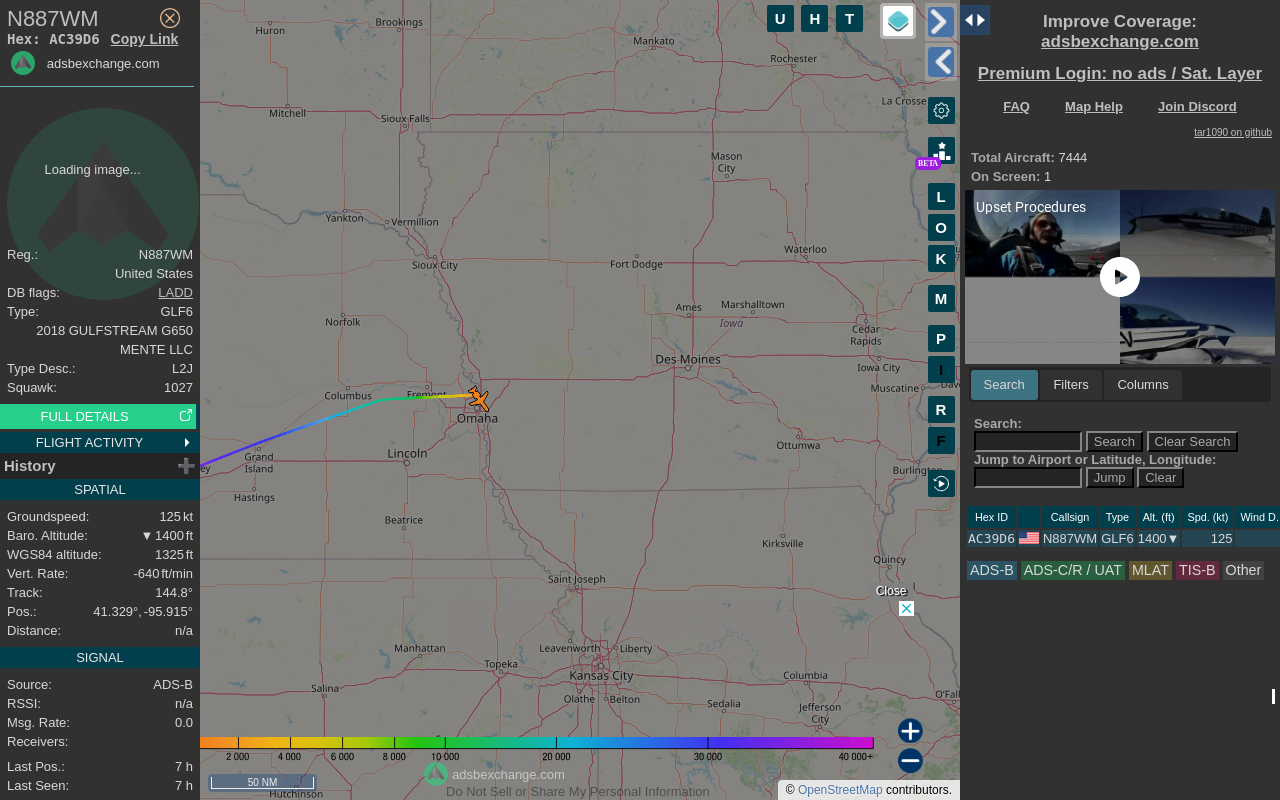 N887WM
Hex: AC39D6 Copy Link
adsbexchange.com
Loading image...
Reg.: N887WM
United States
DB flags: LADD
Type: GLF6
2018 GULFSTREAM G650
MENTE LLC
Type Desc.: L2J
Squawk: 1027
FULL DETAILS
FLIGHT ACTIVITY
History
SPATIAL
Groundspeed: 125 kt
Baro. Altitude: ▼ 1400 ft
WGS84 altitude: 1325 ft
Vert. Rate: -640 ft/min
Track: 144.8°
Pos.: 41.329°, -95.915°
Distance: n/a
SIGNAL
Source: ADS-B
RSSI: n/a
Msg. Rate: 0.0
Receivers:
Last Pos.: 7 h
Last Seen: 7 h
U H T
Huron
Brookings
Mankato
Rochester
La Crosse
Mitchell
Sioux Falls
Mason
City
BETA
Yankton
Vermillion
Sioux City
Fort Dodge
Waterloo
Norfolk
Ames
Marshalltown
Iowa
Cedar
Rapids
Des Moines
Iowa City
Columbus
Fremont
Muscatine
Omaha
Grand
Island
Lincoln
Ottumwa
Burlington
Hastings
Beatrice
Kirksville
Quincy
Saint Joseph
Close
Manhattan
Leavenworth
Liberty
Topeka
Kansas City
Salina
Olathe
Belton
Sedalia
Columbia
Jefferson
City
O'Fall
Hutchinson
L
O
K
M
P
I
R
F
2 000 4 000 6 000 8 000 10 000 20 000 30 000 40 000+
50 NM
adsbexchange.com
Do Not Sell or Share My Personal Information
© OpenStreetMap contributors.
Improve Coverage:
adsbexchange.com
Premium Login: no ads / Sat. Layer
FAQ Map Help Join Discord
tar1090 on github
Total Aircraft: 7444
On Screen: 1
Upset Procedures
Search Filters Columns
Search:
Search Clear Search
Jump to Airport or Latitude, Longitude:
Jump Clear
Hex ID Callsign Type Alt. (ft) Spd. (kt) Wind D.
AC39D6 N887WM GLF6 1400▼ 125
ADS-B ADS-C/R / UAT MLAT TIS-B Other